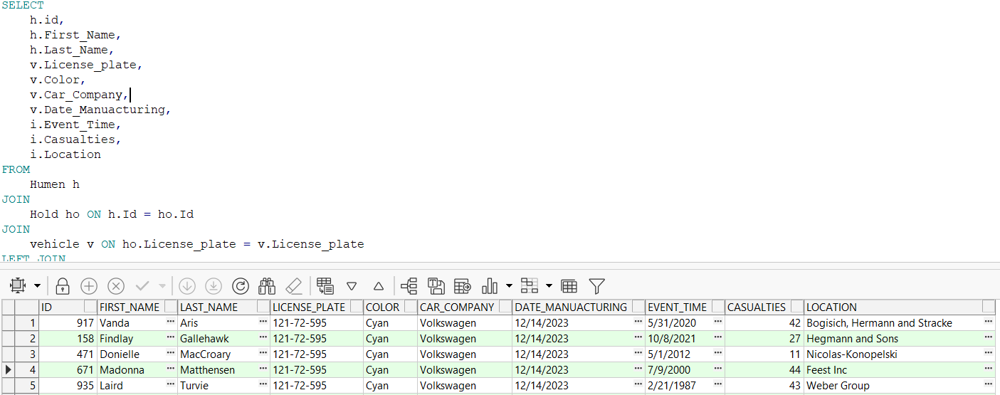 SELECT
h.id,
h.First_Name,
h.Last_Name,
v.License_plate,
v.Color,
v.Car_Company,
v.Date_Manuacturing,
i.Event_Time,
i.Casualties,
i.Location
FROM
Humen h
JOIN
Hold ho ON h.Id = ho.Id
JOIN
vehicle v ON ho.License_plate = v.License_plate
LEFT JOIN
ID FIRST_NAME LAST_NAME LICENSE_PLATE COLOR CAR_COMPANY DATE_MANUACTURING EVENT_TIME CASUALTIES LOCATION
1 917 Vanda ... Aris ... 121-72-595 ... Cyan ... Volkswagen ... 12/14/2023 ... 5/31/2020 ... 42 Bogisich, Hermann and Stracke ...
2 158 Findlay ... Gallehawk ... 121-72-595 ... Cyan ... Volkswagen ... 12/14/2023 ... 10/8/2021 ... 27 Hegmann and Sons ...
3 471 Donielle ... MacCroary ... 121-72-595 ... Cyan ... Volkswagen ... 12/14/2023 ... 5/1/2012 ... 11 Nicolas-Konopelski ...
4 671 Madonna ... Matthensen ... 121-72-595 ... Cyan ... Volkswagen ... 12/14/2023 ... 7/9/2000 ... 44 Feest Inc ...
5 935 Laird ... Turvie ... 121-72-595 ... Cyan ... Volkswagen ... 12/14/2023 ... 2/21/1987 ... 43 Weber Group ...